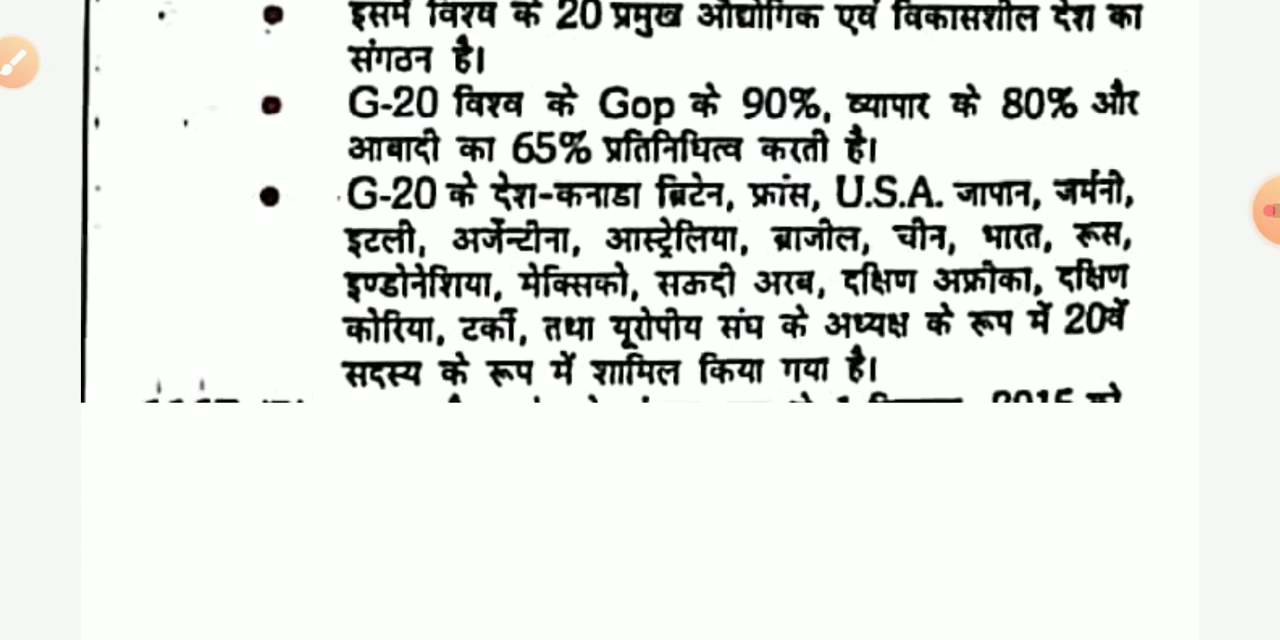 इसमें विश्व के 20 प्रमुख औद्योगिक एवं विकासशील देश का
संगठन है।
G-20 विश्व के Gop के 90%, व्यापार के 80% और
आबादी का 65% प्रतिनिधित्व करती है।
G-20 के देश-कनाडा ब्रिटेन, फ्रांस, U.S.A. जापान, जर्मनी,
इटली, अर्जेन्टीना, आस्ट्रेलिया, ब्राजील, चीन, भारत, रूस,
इण्डोनेशिया, मेक्सिको, सऊदी अरब, दक्षिण अफ्रीका, दक्षिण
कोरिया, टर्की, तथा यूरोपीय संघ के अध्यक्ष के रूप में 20वें
सदस्य के रूप में शामिल किया गया है।